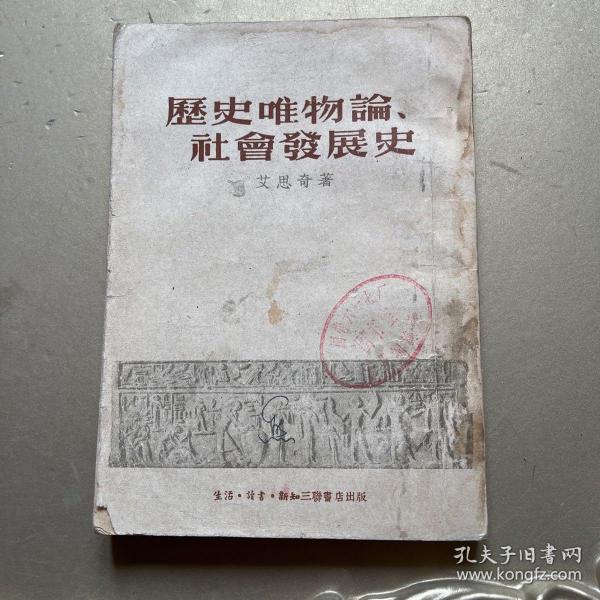 歷史唯物論、
社會發展史
艾思奇著
生活·讀書·新知三聯書店出版
孔夫子旧书网
www.kongfz.com